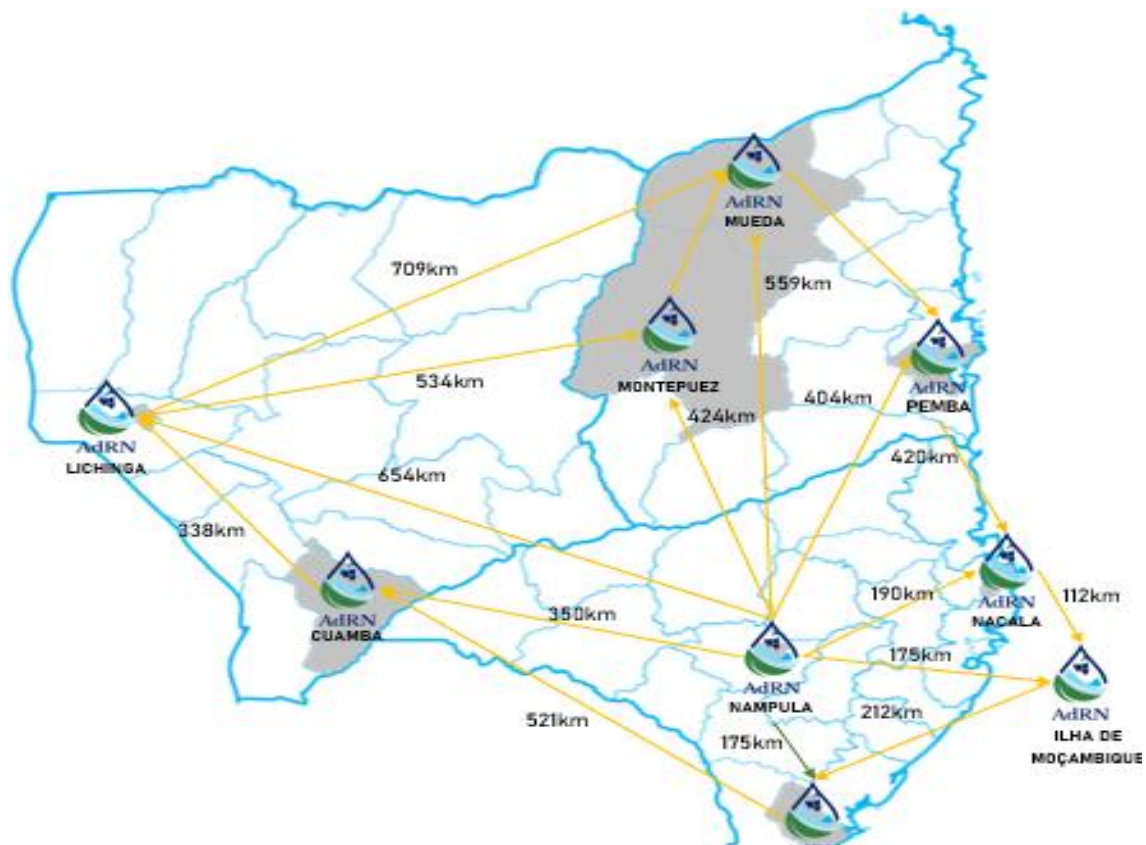 AdRN
MUEDA
709km
559km
AdRN
MONTEPUEZ
534km
424km
404km
AdRN
PEMBA
AdRN
LICHINGA
654km
420km
338km
AdRN
CUAMBA
350km
190km
AdRN
NACALA
112km
175km
AdRN
NAMPULA
212km
AdRN
ILHA DE
MOÇAMBIQUE
521km
175km